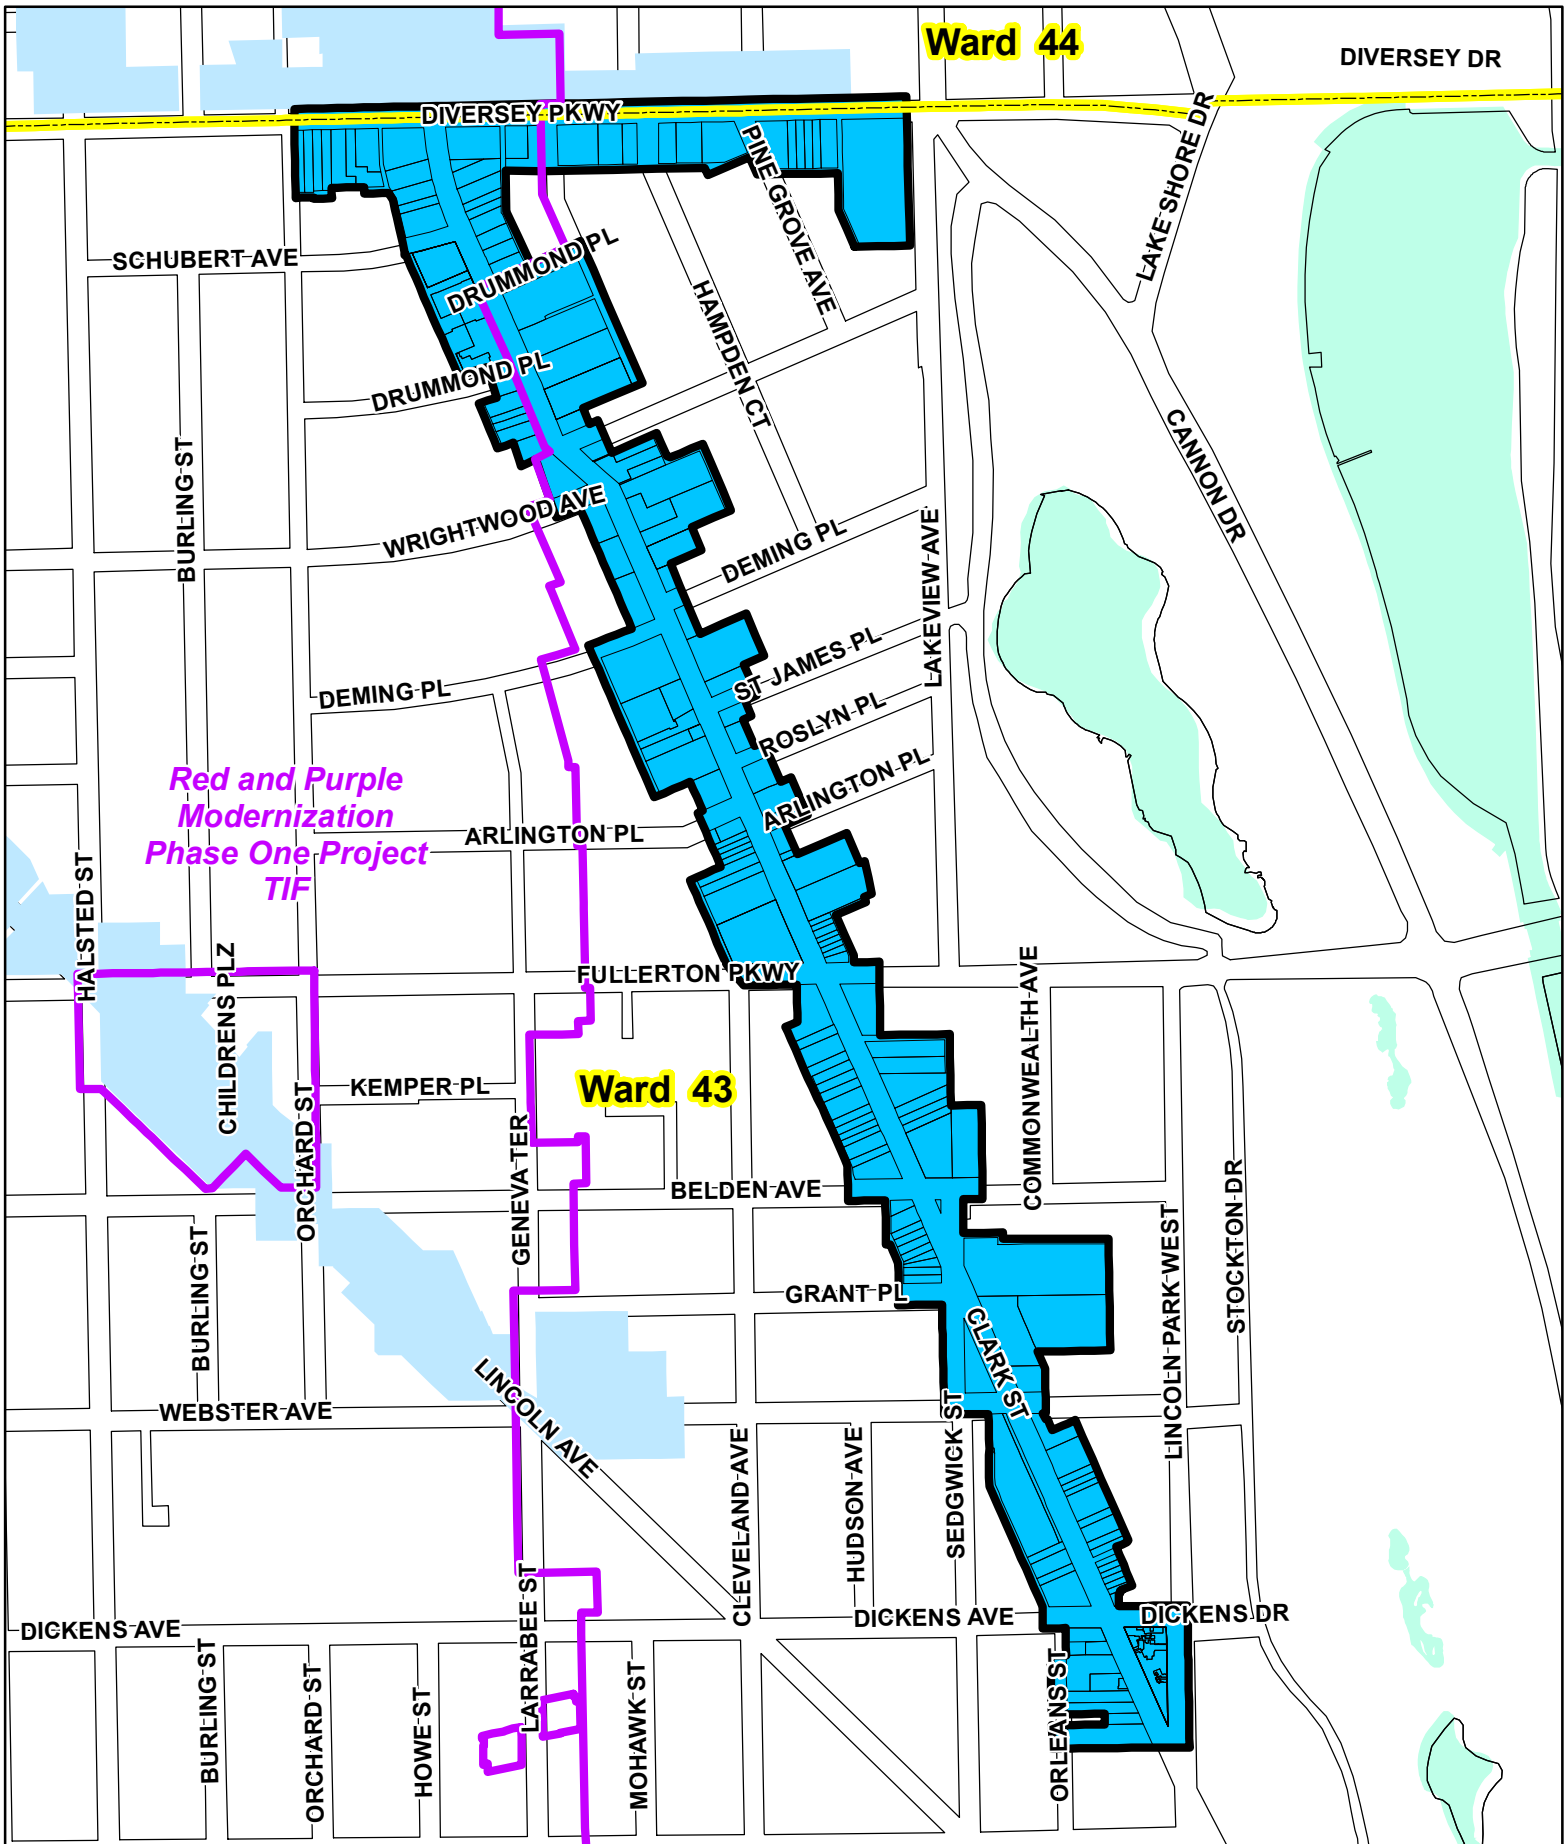 Ward 44
DIVERSEY DR
DIVERSEY PKWY
LAKE SHORE DR
PINE GROVE AVE
SCHUBERT AVE
DRUMMOND PL
HAMPDEN CT
DRUMMOND PL
CANNON DR
BURLING ST
WRIGHTWOOD AVE
DEMING PL
LAKEVIEW AVE
ST JAMES PL
DEMING PL
ROSLYN PL
Red and Purple
Modernization
Phase One Project
TIF
ARLINGTON PL
ARLINGTON PL
HALSTED ST
CHILDRENS PLZ
FULLERTON PKWY
COMMONWEALTH AVE
KEMPER PL
Ward 43
ORCHARD ST
GENEVA TER
BELDEN AVE
STOCKTON DR
LINCOLN PARK WEST
BURLING ST
GRANT PL
CLARK ST
LINCOLN AVE
WEBSTER AVE
SEDGWICK ST
CLEVELAND AVE
HUDSON AVE
DICKENS AVE
DICKENS AVE
DICKENS DR
LARRABEE ST
BURLING ST
ORCHARD ST
HOWE ST
MOHAWK ST
ORLEANS ST